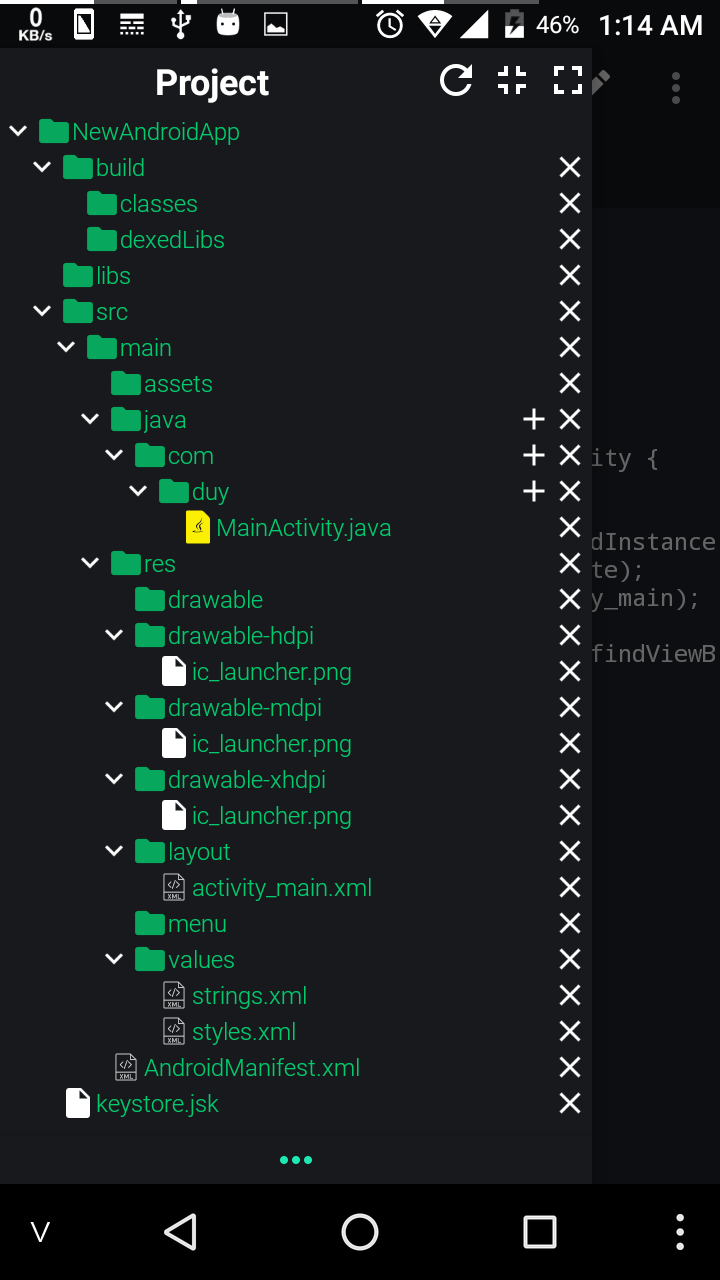 0
KB/s
46%
1:14 AM
Project
NewAndroidApp
build
classes
dexedLibs
libs
src
main
assets
java
com
ity {
duy
MainActivity.java
dInstance
res
te);
drawable
y_main);
drawable-hdpi
findViewB
ic_launcher.png
drawable-mdpi
ic_launcher.png
drawable-xhdpi
ic_launcher.png
layout
activity_main.xml
menu
values
strings.xml
styles.xml
AndroidManifest.xml
keystore.jsk